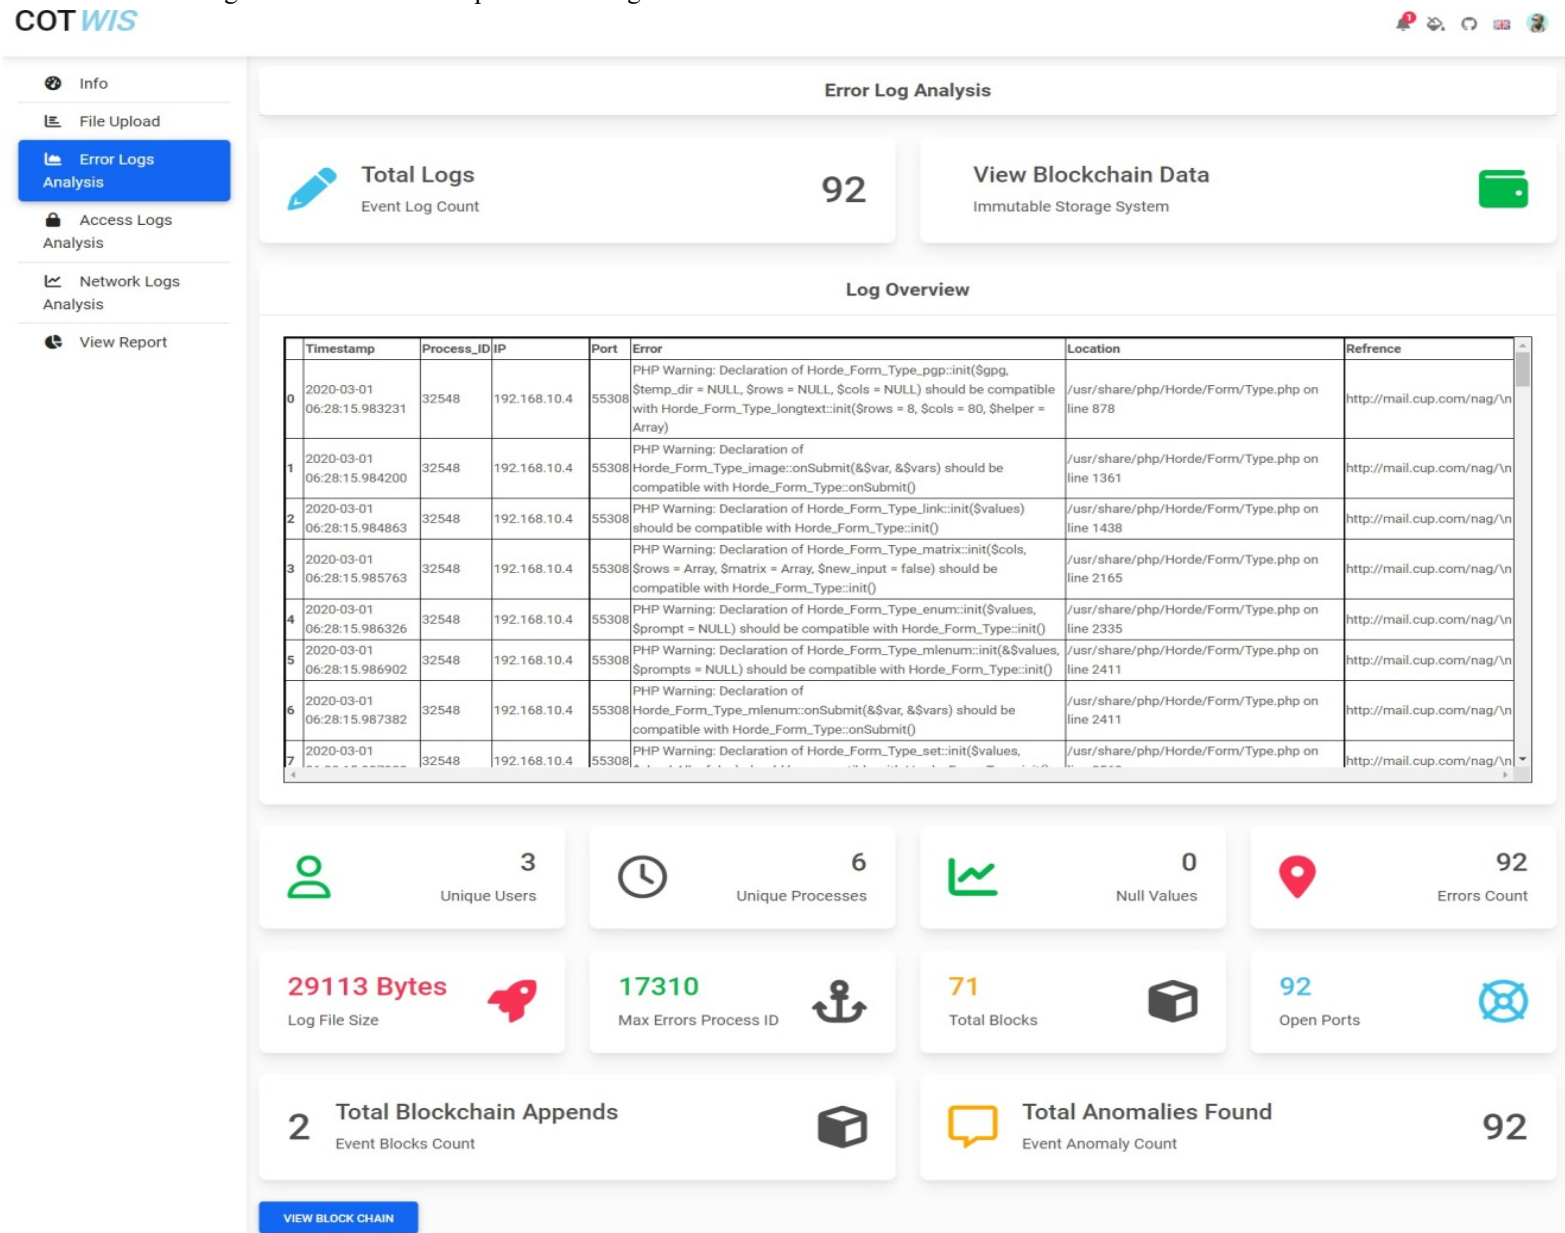 COT WIS
1
Info
File Upload
Error Logs
Analysis
Access Logs
Analysis
Network Logs
Analysis
View Report
Error Log Analysis
Total Logs
Event Log Count
92
View Blockchain Data
Immutable Storage System
Log Overview
Timestamp Process_ID IP Port Error Location Refrence
0 2020-03-01 06:28:15.983231 32548 192.168.10.4 55308 PHP Warning: Declaration of Horde_Form_Type_pgp::init($gpg, $temp_dir = NULL, $rows = NULL, $cols = NULL) should be compatible with Horde_Form_Type_longtext::init($rows = 8, $cols = 80, $helper = Array) /usr/share/php/Horde/Form/Type.php on line 878 http://mail.cup.com/nag/\n
1 2020-03-01 06:28:15.984200 32548 192.168.10.4 55308 PHP Warning: Declaration of Horde_Form_Type_image::onSubmit(&$var, &$vars) should be compatible with Horde_Form_Type::onSubmit() /usr/share/php/Horde/Form/Type.php on line 1361 http://mail.cup.com/nag/\n
2 2020-03-01 06:28:15.984863 32548 192.168.10.4 55308 PHP Warning: Declaration of Horde_Form_Type_link::init($values) should be compatible with Horde_Form_Type::init() /usr/share/php/Horde/Form/Type.php on line 1438 http://mail.cup.com/nag/\n
3 2020-03-01 06:28:15.985763 32548 192.168.10.4 55308 PHP Warning: Declaration of Horde_Form_Type_matrix::init($cols, $rows = Array, $matrix = Array, $new_input = false) should be compatible with Horde_Form_Type::init() /usr/share/php/Horde/Form/Type.php on line 2165 http://mail.cup.com/nag/\n
4 2020-03-01 06:28:15.986326 32548 192.168.10.4 55308 PHP Warning: Declaration of Horde_Form_Type_enum::init($values, $prompt = NULL) should be compatible with Horde_Form_Type::init() /usr/share/php/Horde/Form/Type.php on line 2335 http://mail.cup.com/nag/\n
5 2020-03-01 06:28:15.986902 32548 192.168.10.4 55308 PHP Warning: Declaration of Horde_Form_Type_mlenum::init(&$values, $prompts = NULL) should be compatible with Horde_Form_Type::init() /usr/share/php/Horde/Form/Type.php on line 2411 http://mail.cup.com/nag/\n
6 2020-03-01 06:28:15.987382 32548 192.168.10.4 55308 PHP Warning: Declaration of Horde_Form_Type_mlenum::onSubmit(&$var, &$vars) should be compatible with Horde_Form_Type::onSubmit() /usr/share/php/Horde/Form/Type.php on line 2411 http://mail.cup.com/nag/\n
7 2020-03-01 32548 192.168.10.4 55308 PHP Warning: Declaration of Horde_Form_Type_set::init($values, /usr/share/php/Horde/Form/Type.php on http://mail.cup.com/nag/\n
3
Unique Users
6
Unique Processes
0
Null Values
92
Errors Count
29113 Bytes
Log File Size
17310
Max Errors Process ID
71
Total Blocks
92
Open Ports
2
Total Blockchain Appends
Event Blocks Count
Total Anomalies Found
Event Anomaly Count
92
VIEW BLOCK CHAIN